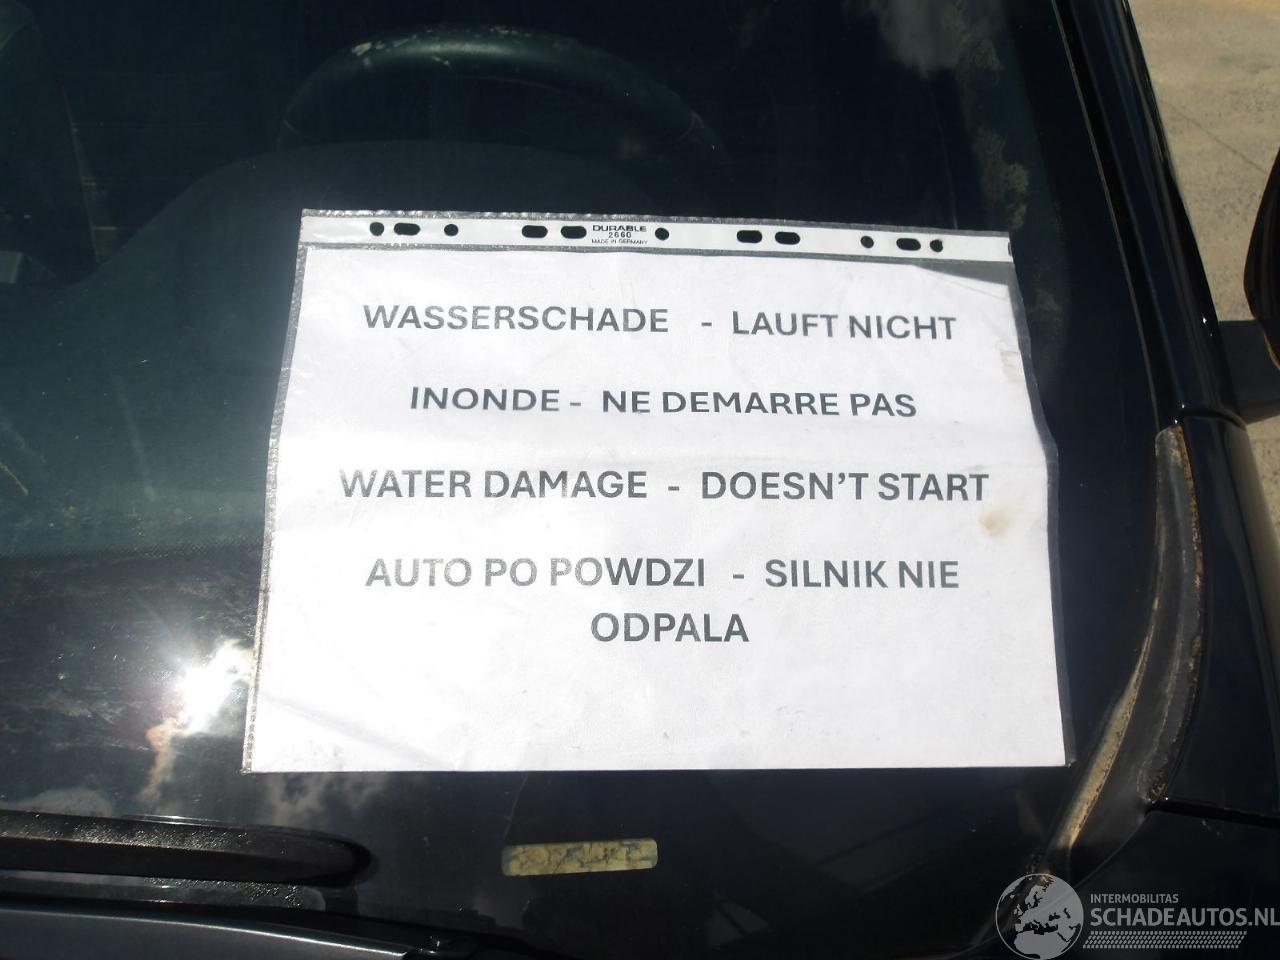 DURABLE
2660
MADE IN GERMANY
WASSERSCHADE - LAUFT NICHT
INONDE - NE DEMARRE PAS
WATER DAMAGE - DOESN'T START
AUTO PO POWDZI - SILNIK NIE
ODPALA
INTERMOBILITAS
SCHADEAUTOS.NL